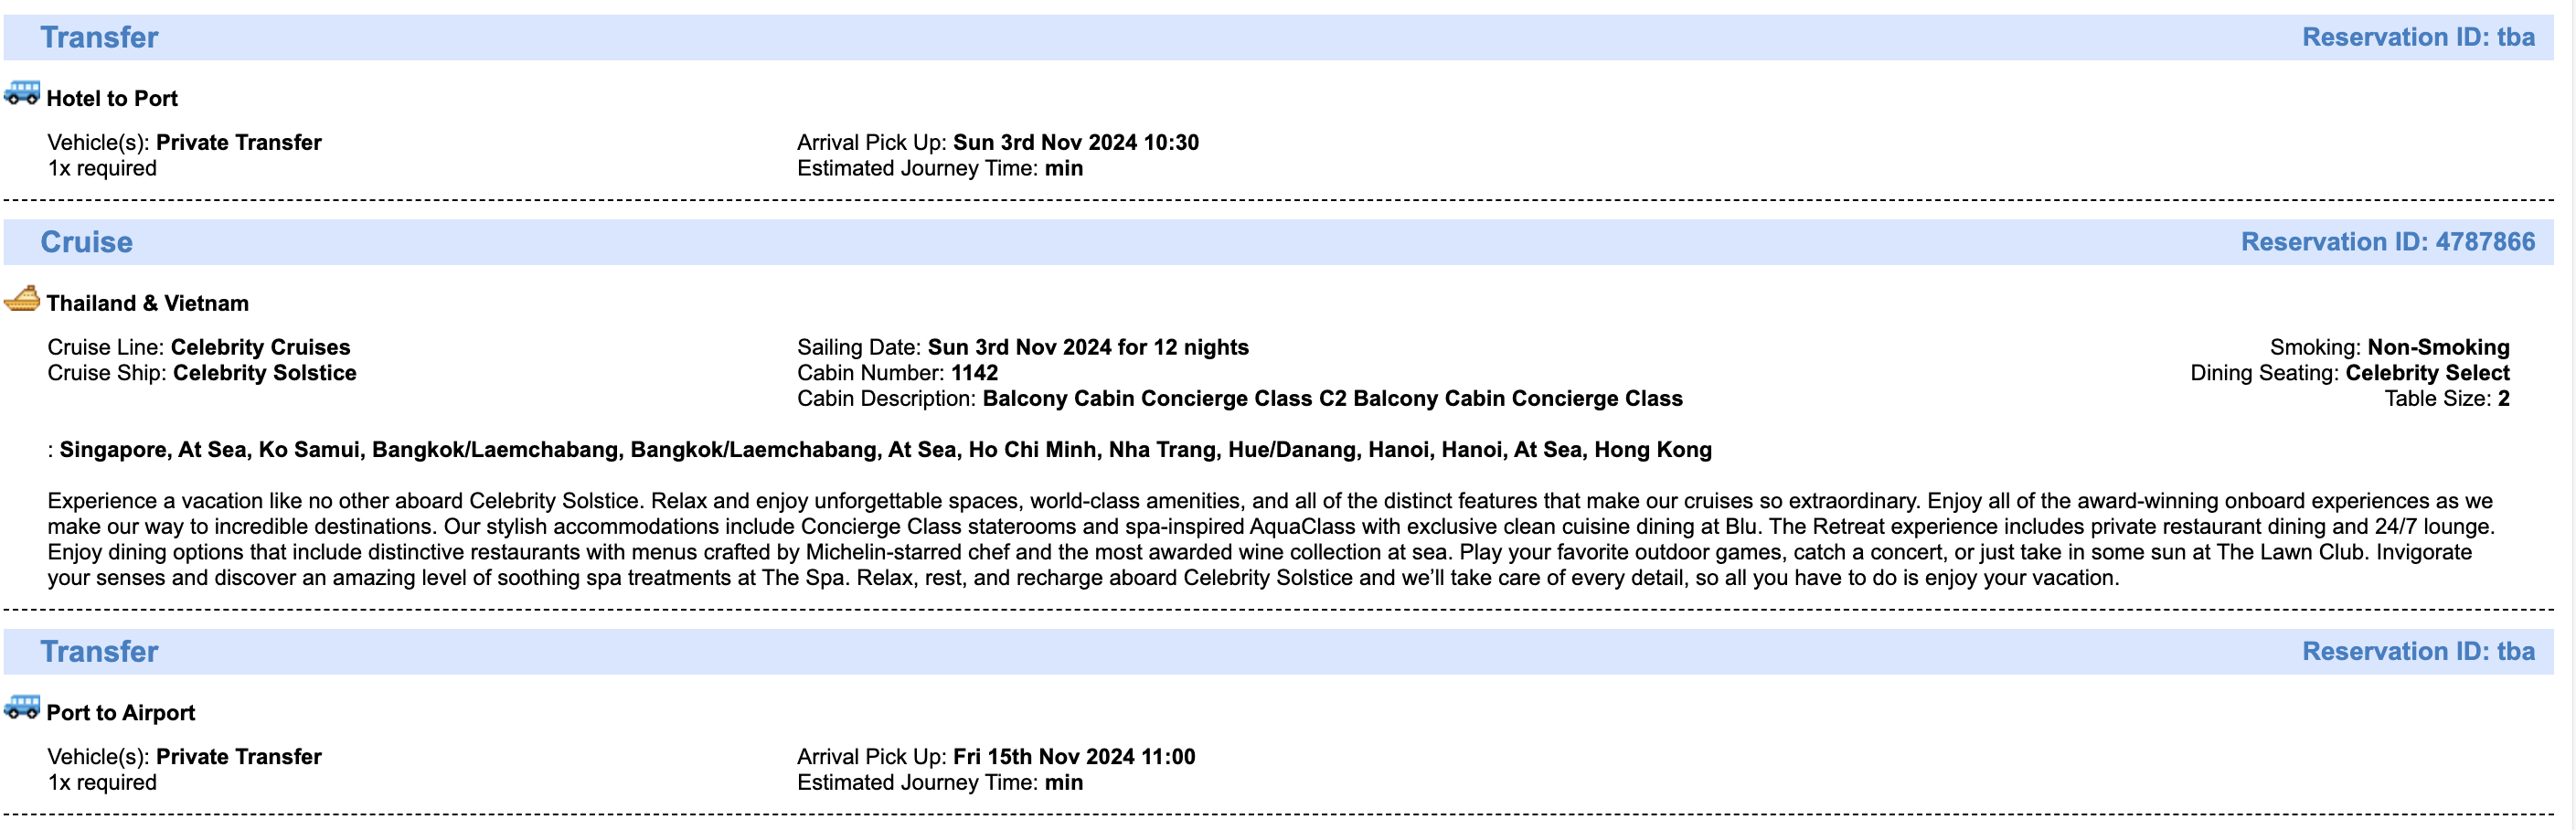 Transfer Reservation ID: tba
Hotel to Port
Vehicle(s): Private Transfer Arrival Pick Up: Sun 3rd Nov 2024 10:30
1x required Estimated Journey Time: min
Cruise Reservation ID: 4787866
Thailand & Vietnam
Cruise Line: Celebrity Cruises Sailing Date: Sun 3rd Nov 2024 for 12 nights Smoking: Non-Smoking
Cruise Ship: Celebrity Solstice Cabin Number: 1142 Dining Seating: Celebrity Select
Cabin Description: Balcony Cabin Concierge Class C2 Balcony Cabin Concierge Class Table Size: 2
: Singapore, At Sea, Ko Samui, Bangkok/Laemchabang, Bangkok/Laemchabang, At Sea, Ho Chi Minh, Nha Trang, Hue/Danang, Hanoi, Hanoi, At Sea, Hong Kong
Experience a vacation like no other aboard Celebrity Solstice. Relax and enjoy unforgettable spaces, world-class amenities, and all of the distinct features that make our cruises so extraordinary. Enjoy all of the award-winning onboard experiences as we
make our way to incredible destinations. Our stylish accommodations include Concierge Class staterooms and spa-inspired AquaClass with exclusive clean cuisine dining at Blu. The Retreat experience includes private restaurant dining and 24/7 lounge.
Enjoy dining options that include distinctive restaurants with menus crafted by Michelin-starred chef and the most awarded wine collection at sea. Play your favorite outdoor games, catch a concert, or just take in some sun at The Lawn Club. Invigorate
your senses and discover an amazing level of soothing spa treatments at The Spa. Relax, rest, and recharge aboard Celebrity Solstice and we’ll take care of every detail, so all you have to do is enjoy your vacation.
Transfer Reservation ID: tba
Port to Airport
Vehicle(s): Private Transfer Arrival Pick Up: Fri 15th Nov 2024 11:00
1x required Estimated Journey Time: min